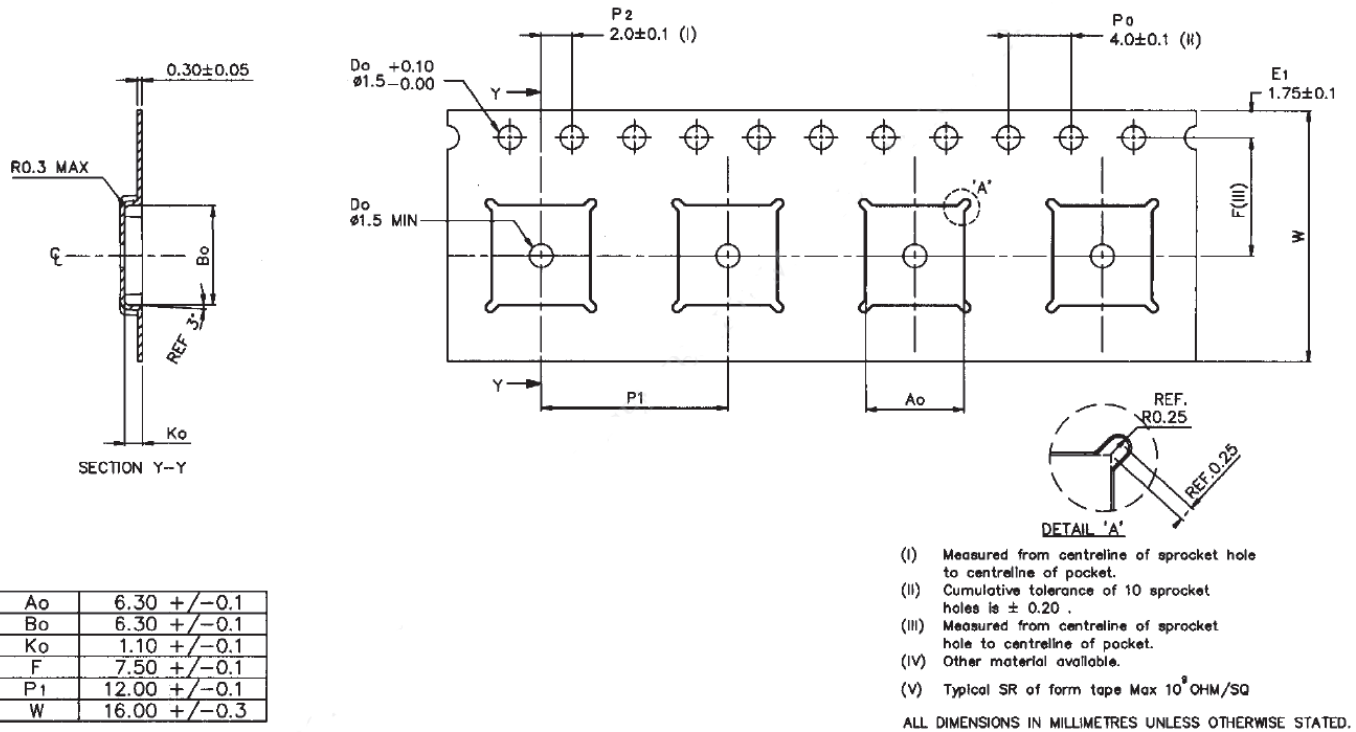 P2
2.0±0.1 (I)
Po
4.0±0.1 (II)
0.30±0.05
Do +0.10
ø1.5-0.00
Y
E1
1.75±0.1
R0.3 MAX
'A'
Do
ø1.5 MIN
F(III)
W
Bo
REF 3°
Y
P1
Ao
Ko
SECTION Y-Y
REF.
R0.25
REF.0.25
DETAIL 'A'
(I) Measured from centreline of sprocket hole
to centreline of pocket.
(II) Cumulative tolerance of 10 sprocket
holes is ± 0.20 .
(III) Measured from centreline of sprocket
hole to centreline of pocket.
(IV) Other material available.
(V) Typical SR of form tape Max 10⁹ OHM/SQ
ALL DIMENSIONS IN MILLIMETRES UNLESS OTHERWISE STATED.
Ao 6.30 +/-0.1
Bo 6.30 +/-0.1
Ko 1.10 +/-0.1
F 7.50 +/-0.1
P1 12.00 +/-0.1
W 16.00 +/-0.3